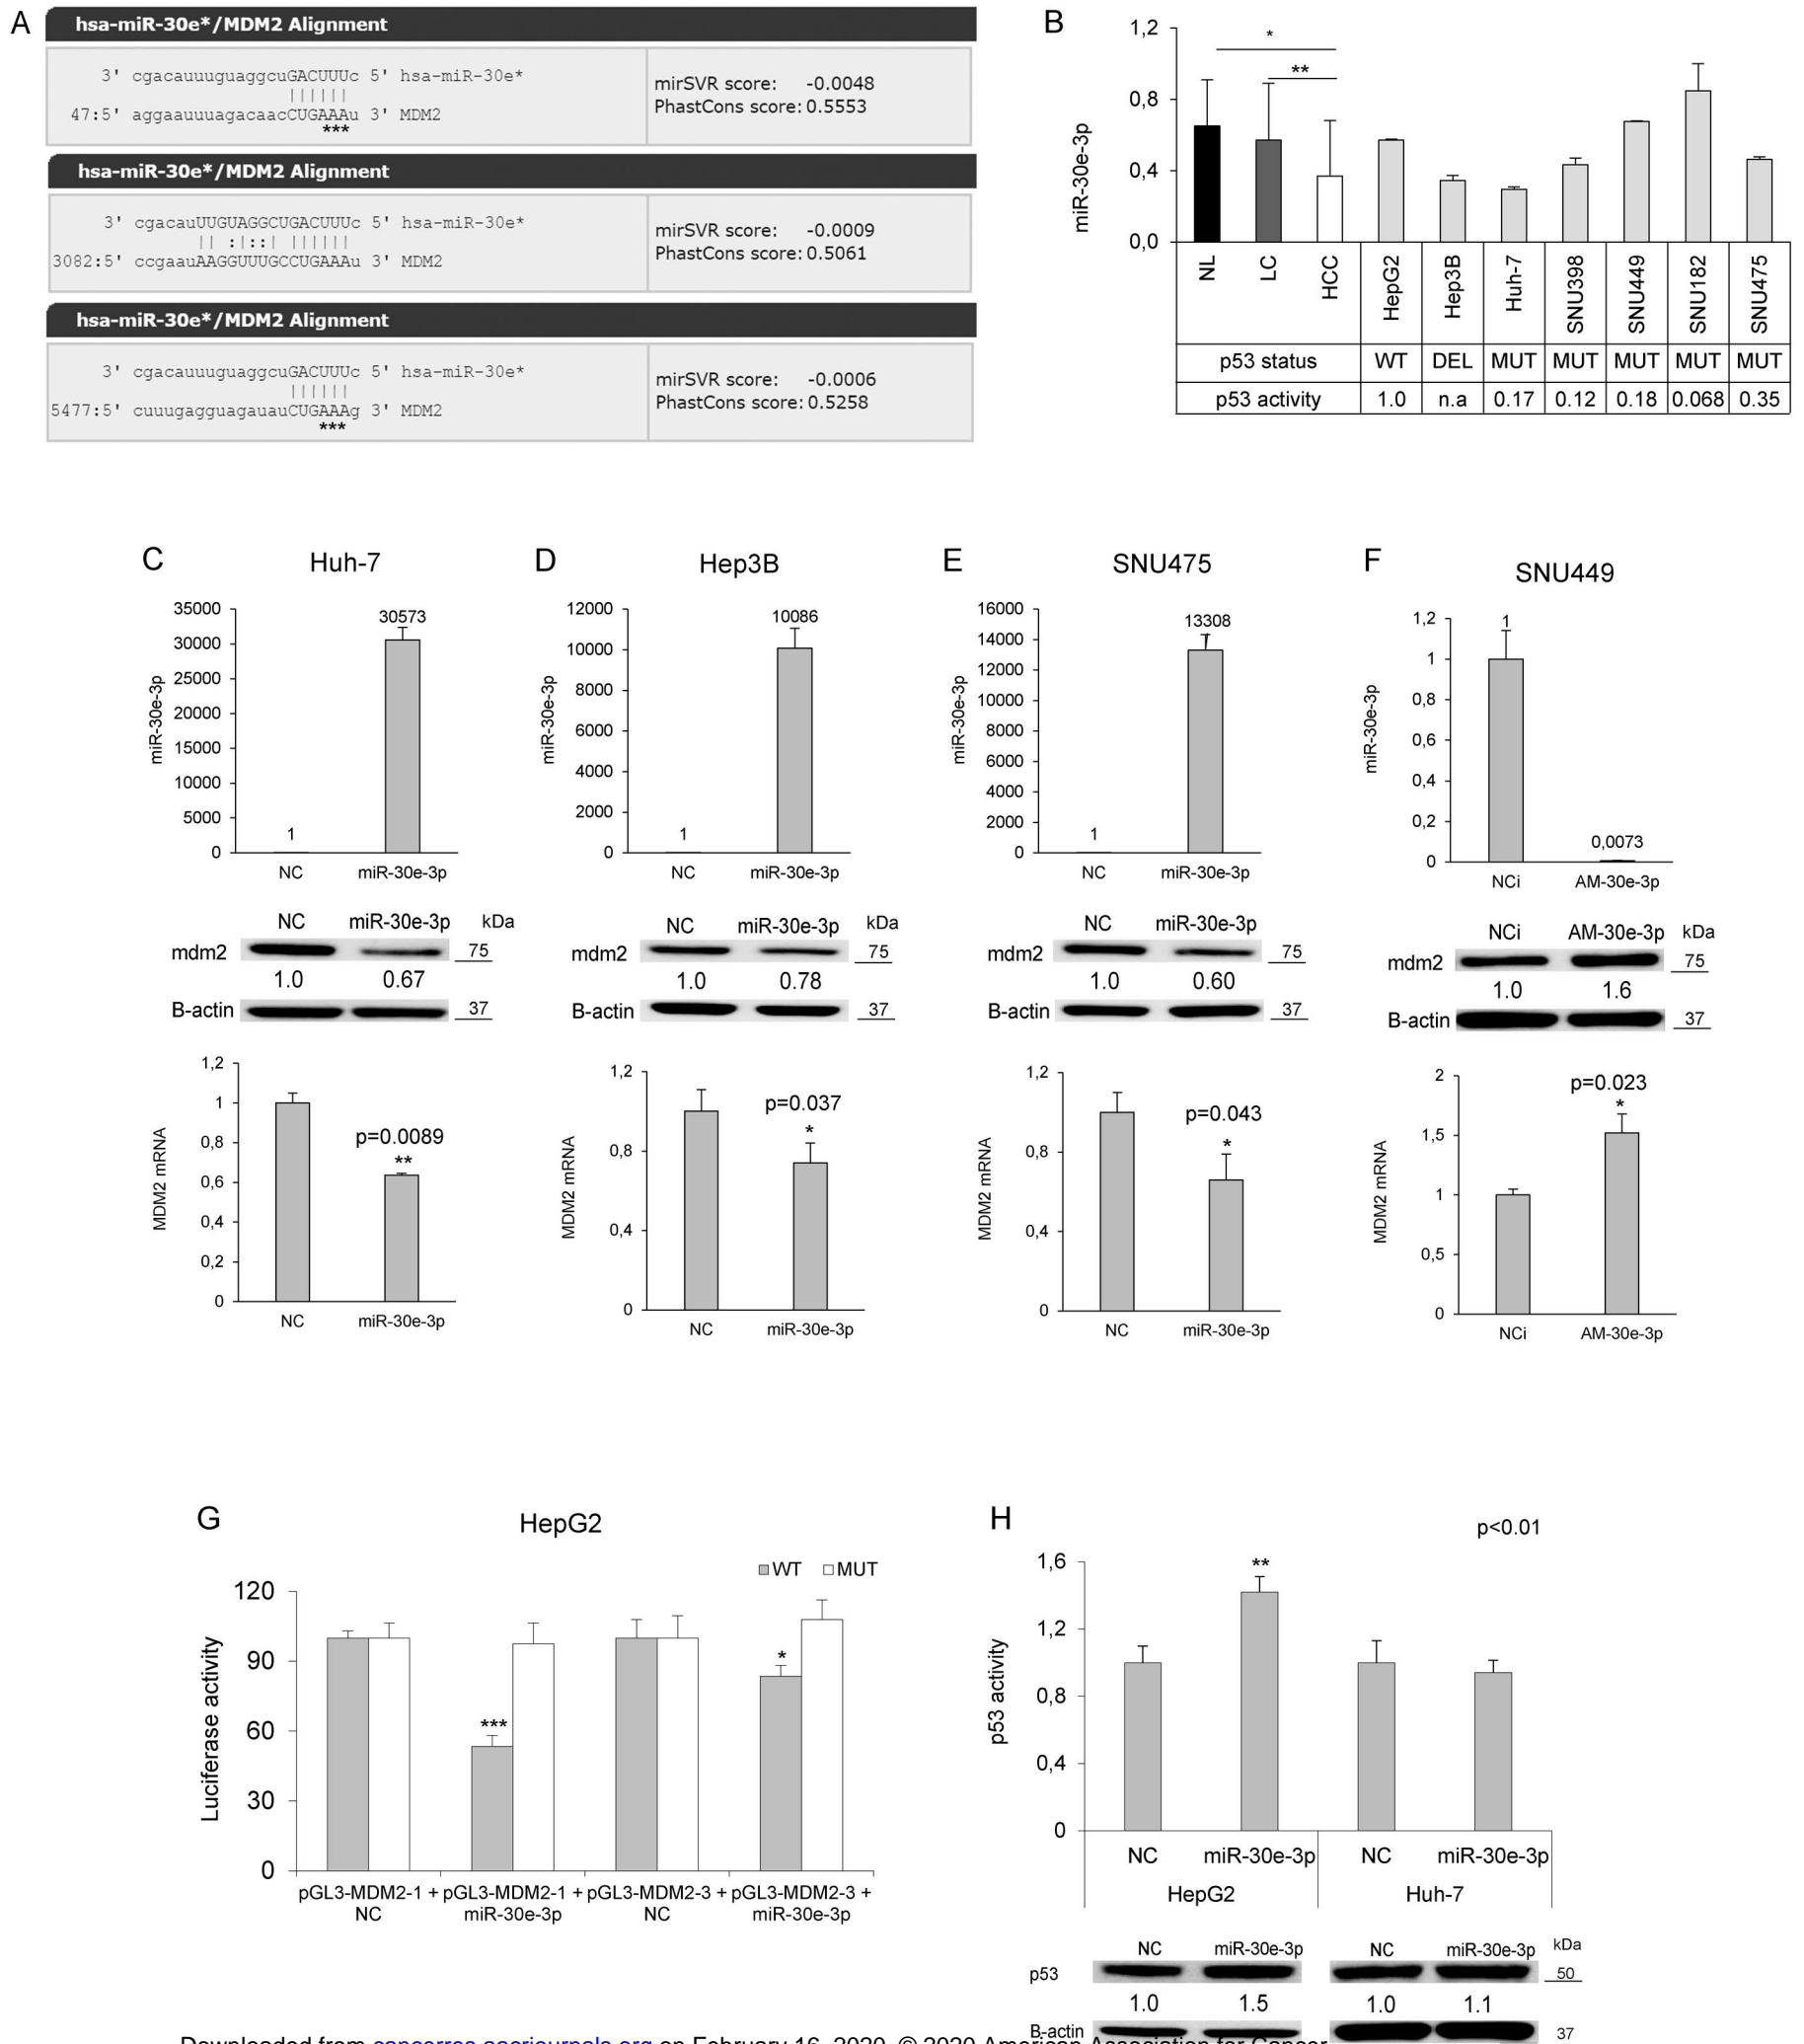 A
hsa-miR-30e*/MDM2 Alignment
3' cgacauuuguaggcuGACUUUc 5' hsa-miR-30e*
||||||
47:5' aggaauuuagacaacCUGAAAu 3' MDM2
***
mirSVR score: -0.0048
PhastCons score: 0.5553
hsa-miR-30e*/MDM2 Alignment
3' cgacauUUGUAGGCUGACUUUc 5' hsa-miR-30e*
|| :|::| ||||||
3082:5' ccgaauAAGGUUUGCCUGAAAu 3' MDM2
mirSVR score: -0.0009
PhastCons score: 0.5061
hsa-miR-30e*/MDM2 Alignment
3' cgacauuuguaggcuGACUUUc 5' hsa-miR-30e*
||||||
5477:5' cuuugagguagauauCUGAAAg 3' MDM2
***
mirSVR score: -0.0006
PhastCons score: 0.5258
B
miR-30e-3p
1,2
0,8
0,4
0,0
*
**
NL LC HCC HepG2 Hep3B Huh-7 SNU398 SNU449 SNU182 SNU475
p53 status WT DEL MUT MUT MUT MUT MUT
p53 activity 1.0 n.a 0.17 0.12 0.18 0.068 0.35
C Huh-7
miR-30e-3p
35000
30000
25000
20000
15000
10000
5000
0
1
30573
NC miR-30e-3p
NC miR-30e-3p kDa
mdm2 75
1.0 0.67
B-actin 37
MDM2 mRNA
1,2
1
0,8
0,6
0,4
0,2
0
p=0.0089
**
NC miR-30e-3p
D Hep3B
miR-30e-3p
12000
10000
8000
6000
4000
2000
0
1
10086
NC miR-30e-3p
NC miR-30e-3p kDa
mdm2 75
1.0 0.78
B-actin 37
MDM2 mRNA
1,2
0,8
0,4
0
p=0.037
*
NC miR-30e-3p
E SNU475
miR-30e-3p
16000
14000
12000
10000
8000
6000
4000
2000
0
1
13308
NC miR-30e-3p
NC miR-30e-3p
mdm2 75
1.0 0.60
B-actin 37
MDM2 mRNA
1,2
0,8
0,4
0
p=0.043
*
NC miR-30e-3p
F SNU449
miR-30e-3p
1,2
1
0,8
0,6
0,4
0,2
0
1
0,0073
NCi AM-30e-3p
NCi AM-30e-3p kDa
mdm2 75
1.0 1.6
B-actin 37
MDM2 mRNA
2
1,5
1
0,5
0
p=0.023
*
NCi AM-30e-3p
G HepG2
WT MUT
Luciferase activity
120
90
60
30
0
***
*
pGL3-MDM2-1 + pGL3-MDM2-1 + pGL3-MDM2-3 + pGL3-MDM2-3 +
NC miR-30e-3p NC miR-30e-3p
H
p<0.01
p53 activity
1,6
1,2
0,8
0,4
0
**
NC miR-30e-3p NC miR-30e-3p
HepG2 Huh-7
NC miR-30e-3p NC miR-30e-3p kDa
p53 50
1.0 1.5 1.0 1.1
B-actin 37
Downloaded from cancerres.aacrjournals.org on February 16, 2020. © 2020 American Association for Cancer